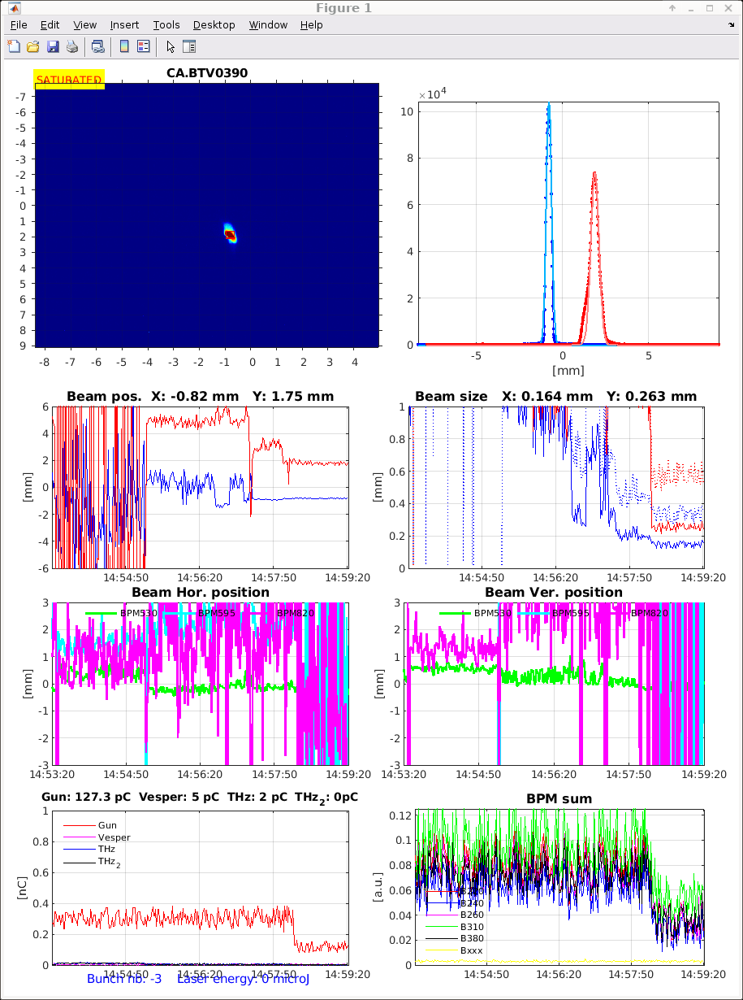 Figure 1
File Edit View Insert Tools Desktop Window Help
SATURATED
CA.BTV0390
-7
-6
-5
-4
-3
-2
-1
0
1
2
3
4
5
6
7
8
9
-8 -7 -6 -5 -4 -3 -2 -1 0 1 2 3 4
×10⁴
10
8
6
4
2
0
-5 0 5
[mm]
Beam pos. X: -0.82 mm Y: 1.75 mm
6
4
2
0
-2
-4
-6
[mm]
14:54:50 14:56:20 14:57:50 14:59:20
Beam size X: 0.164 mm Y: 0.263 mm
1
0.8
0.6
0.4
0.2
0
[mm]
14:54:50 14:56:20 14:57:50 14:59:20
Beam Hor. position
BPM530 BPM595 BPM820
3
2
1
0
-1
-2
-3
[mm]
14:53:20 14:54:50 14:56:20 14:57:50 14:59:20
Beam Ver. position
BPM530 BPM595 BPM820
3
2
1
0
-1
-2
-3
[mm]
14:53:20 14:54:50 14:56:20 14:57:50 14:59:20
Gun: 127.3 pC Vesper: 5 pC THz: 2 pC THz₂: 0pC
1
0.8
0.6
0.4
0.2
0
[nC]
Gun
Vesper
THz
THz₂
14:54:50 14:56:20 14:57:50 14:59:20
Bunch nb: -3 Laser energy: 0 microJ
BPM sum
0.12
0.1
0.08
0.06
0.04
0.02
0
[a.u.]
B240
B260
B310
B380
Bxxx
14:54:50 14:56:20 14:57:50 14:59:20